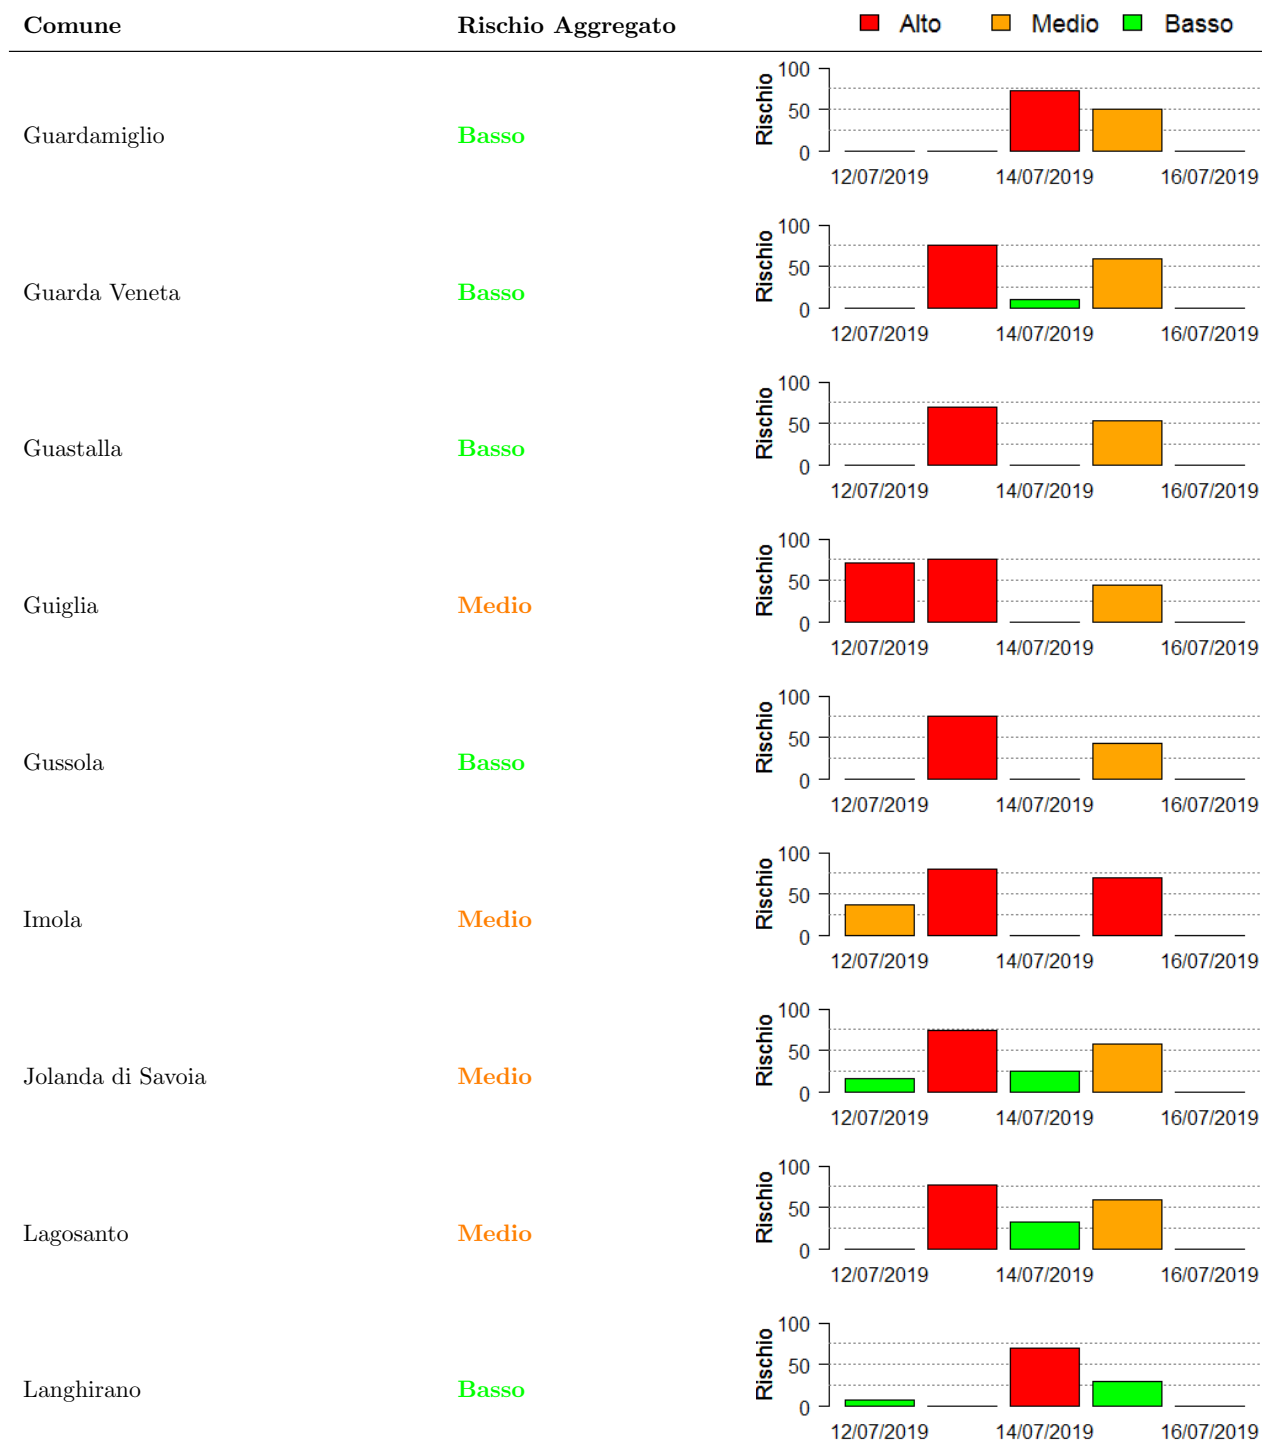 Comune Rischio Aggregato Alto Medio Basso
Guardamiglio Basso Rischio 100 50 0
12/07/2019 14/07/2019 16/07/2019
Guarda Veneta Basso Rischio 100 50 0
12/07/2019 14/07/2019 16/07/2019
Guastalla Basso Rischio 100 50 0
12/07/2019 14/07/2019 16/07/2019
Guiglia Medio Rischio 100 50 0
12/07/2019 14/07/2019 16/07/2019
Gussola Basso Rischio 100 50 0
12/07/2019 14/07/2019 16/07/2019
Imola Medio Rischio 100 50 0
12/07/2019 14/07/2019 16/07/2019
Jolanda di Savoia Medio Rischio 100 50 0
12/07/2019 14/07/2019 16/07/2019
Lagosanto Medio Rischio 100 50 0
12/07/2019 14/07/2019 16/07/2019
Langhirano Basso Rischio 100 50 0
12/07/2019 14/07/2019 16/07/2019